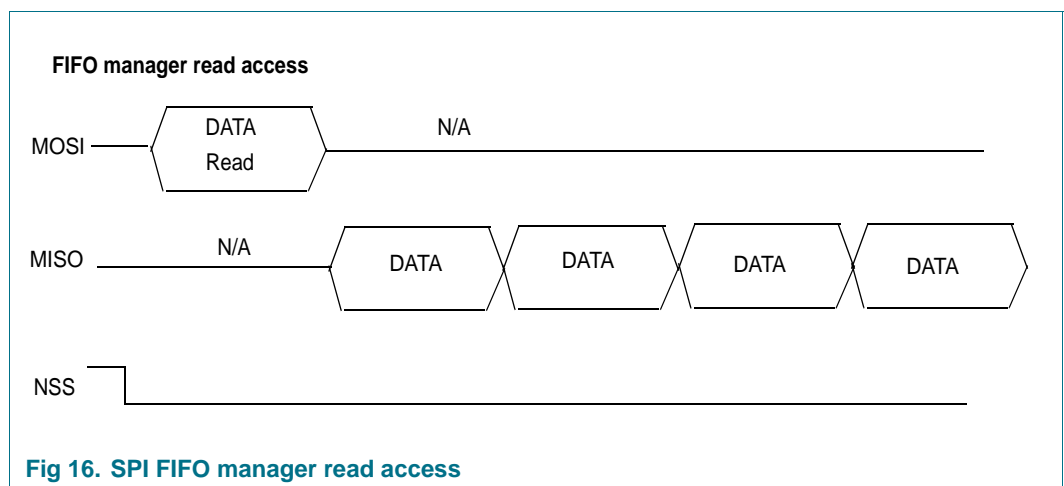 FIFO manager read access
MOSI
DATA
Read
N/A
MISO
N/A
DATA
DATA
DATA
DATA
NSS
Fig 16. SPI FIFO manager read access